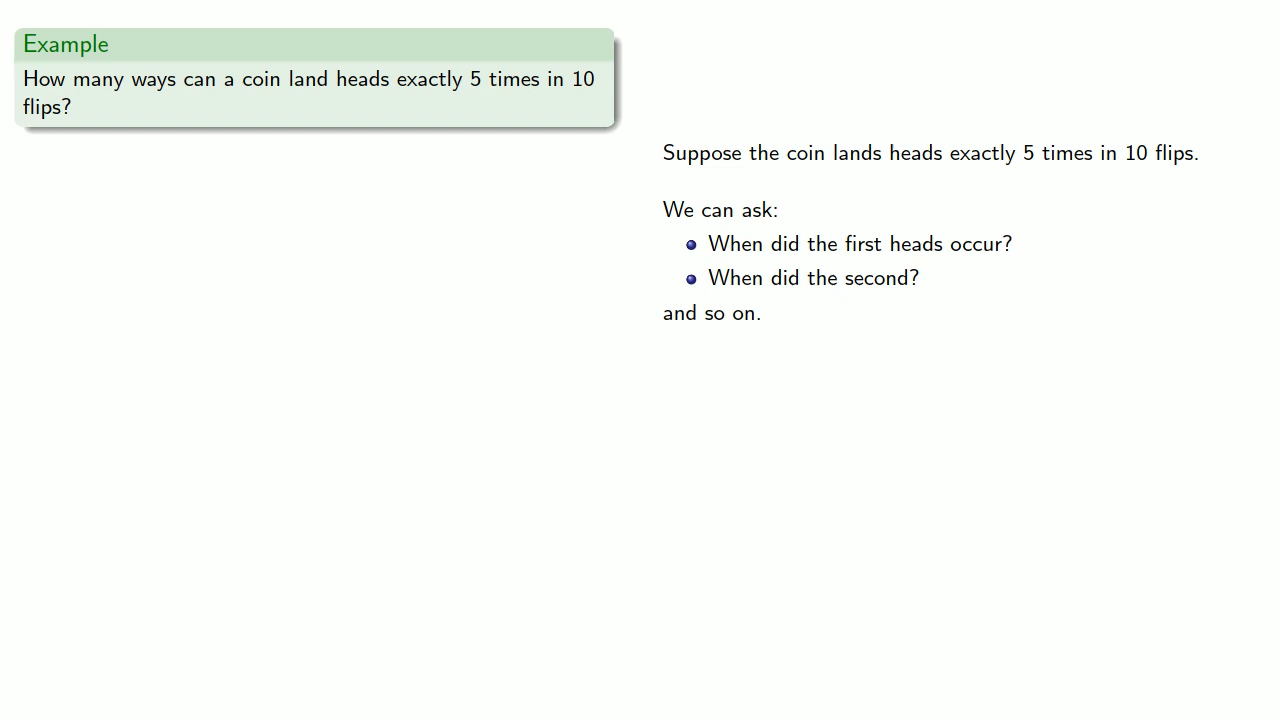 Example
How many ways can a coin land heads exactly 5 times in 10
flips?
Suppose the coin lands heads exactly 5 times in 10 flips.
We can ask:
When did the first heads occur?
When did the second?
and so on.